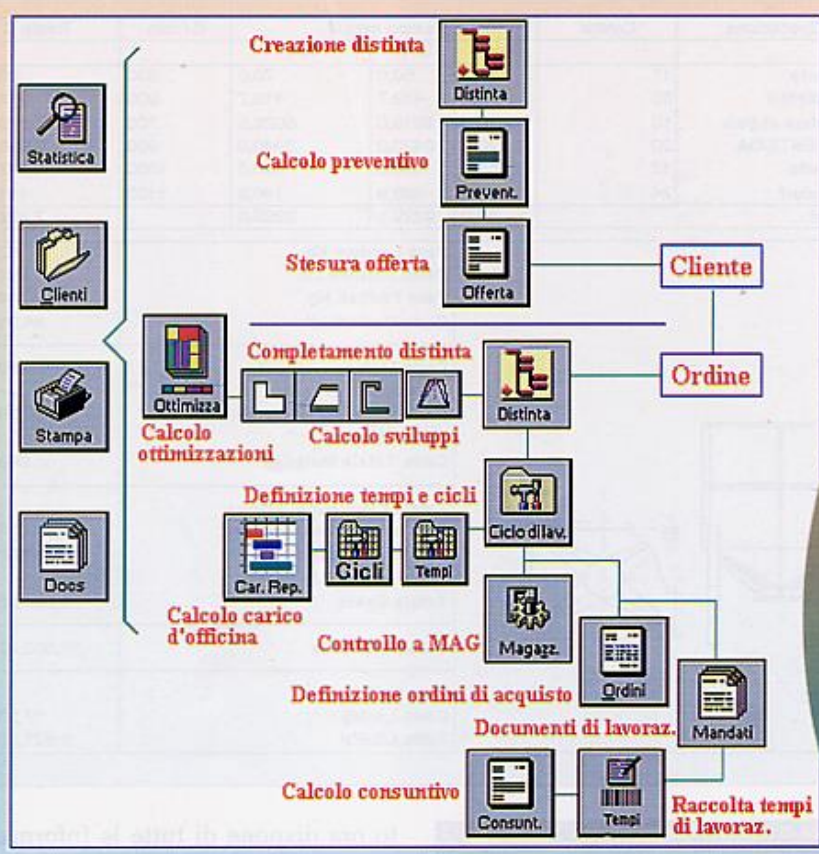 Creazione distinta
Distinta
Statistica
Calcolo preventivo
Prevent.
Clienti
Stesura offerta
Offerta
Cliente
Ottimizza
Completamento distinta
Distinta
Ordine
Stampa
Calcolo
ottimizzazioni
Calcolo sviluppi
Definizione tempi e cicli
Ciclo di lav.
Docs
Car. Rep.
Cicli
Tempi
Calcolo carico
d'officina
Controllo a MAG
Magazz.
Definizione ordini di acquisto
Ordini
Documenti di lavoraz.
Mandati
Calcolo consuntivo
Consunt.
Tempi
Raccolta tempi
di lavoraz.